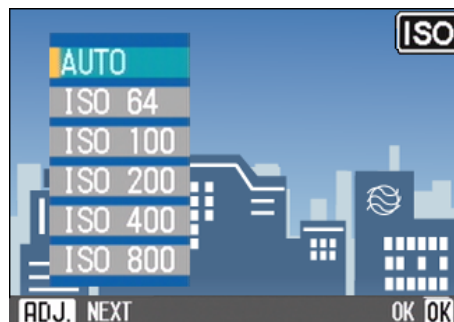 ISO
AUTO
ISO 64
ISO 100
ISO 200
ISO 400
ISO 800
ADJ. NEXT OK OK